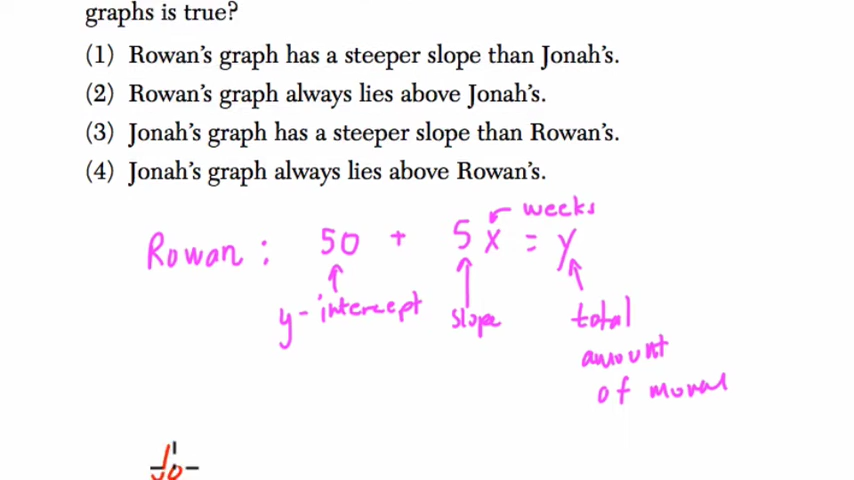 graphs is true?
(1) Rowan's graph has a steeper slope than Jonah's.
(2) Rowan's graph always lies above Jonah's.
(3) Jonah's graph has a steeper slope than Rowan's.
(4) Jonah's graph always lies above Rowan's.
weeks
Rowan : 50 + 5x = y
y-intercept slope total
amount
of
Jo